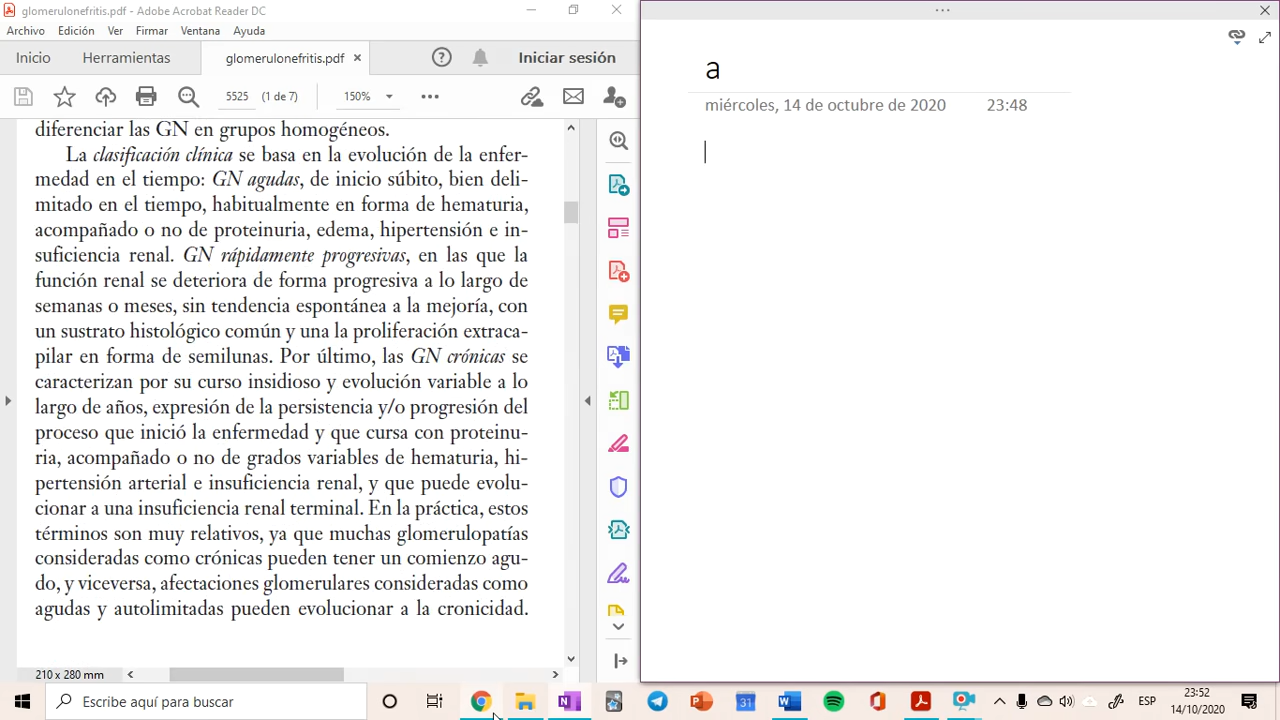 glomerulonefritis.pdf - Adobe Acrobat Reader DC
Archivo Edición Ver Firmar Ventana Ayuda
Inicio Herramientas glomerulonefritis.pdf × Iniciar sesión
5525 (1 de 7) 150%
diferenciar las GN en grupos homogéneos.
La clasificación clínica se basa en la evolución de la enfer-
medad en el tiempo: GN agudas, de inicio súbito, bien deli-
mitado en el tiempo, habitualmente en forma de hematuria,
acompañado o no de proteinuria, edema, hipertensión e in-
suficiencia renal. GN rápidamente progresivas, en las que la
función renal se deteriora de forma progresiva a lo largo de
semanas o meses, sin tendencia espontánea a la mejoría, con
un sustrato histológico común y una la proliferación extraca-
pilar en forma de semilunas. Por último, las GN crónicas se
caracterizan por su curso insidioso y evolución variable a lo
largo de años, expresión de la persistencia y/o progresión del
proceso que inició la enfermedad y que cursa con proteinu-
ria, acompañado o no de grados variables de hematuria, hi-
pertensión arterial e insuficiencia renal, y que puede evolu-
cionar a una insuficiencia renal terminal. En la práctica, estos
términos son muy relativos, ya que muchas glomerulopatías
consideradas como crónicas pueden tener un comienzo agu-
do, y viceversa, afectaciones glomerulares consideradas como
agudas y autolimitadas pueden evolucionar a la cronicidad.
210 x 280 mm
a
miércoles, 14 de octubre de 2020 23:48
Escribe aquí para buscar
31
ESP
23:52
14/10/2020